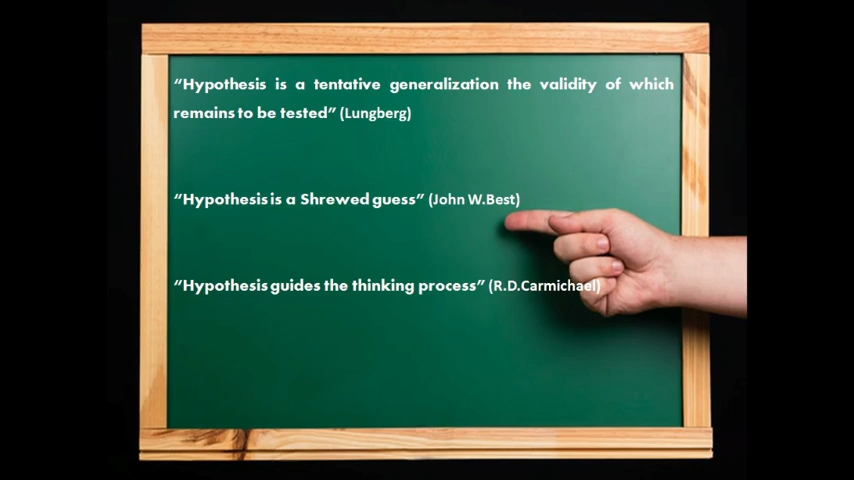 “Hypothesis is a tentative generalization the validity of which
remains to be tested” (Lungberg)
“Hypothesis is a Shrewed guess” (John W.Best)
“Hypothesis guides the thinking process” (R.D.Carmichael)